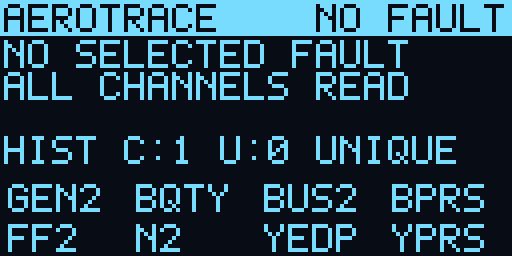 AEROTRACE NO FAULT
NO SELECTED FAULT
ALL CHANNELS READ
HIST C:1 U:0 UNIQUE
GEN2 BQTY BUS2 BPRS
FF2 N2 YEDP YPRS